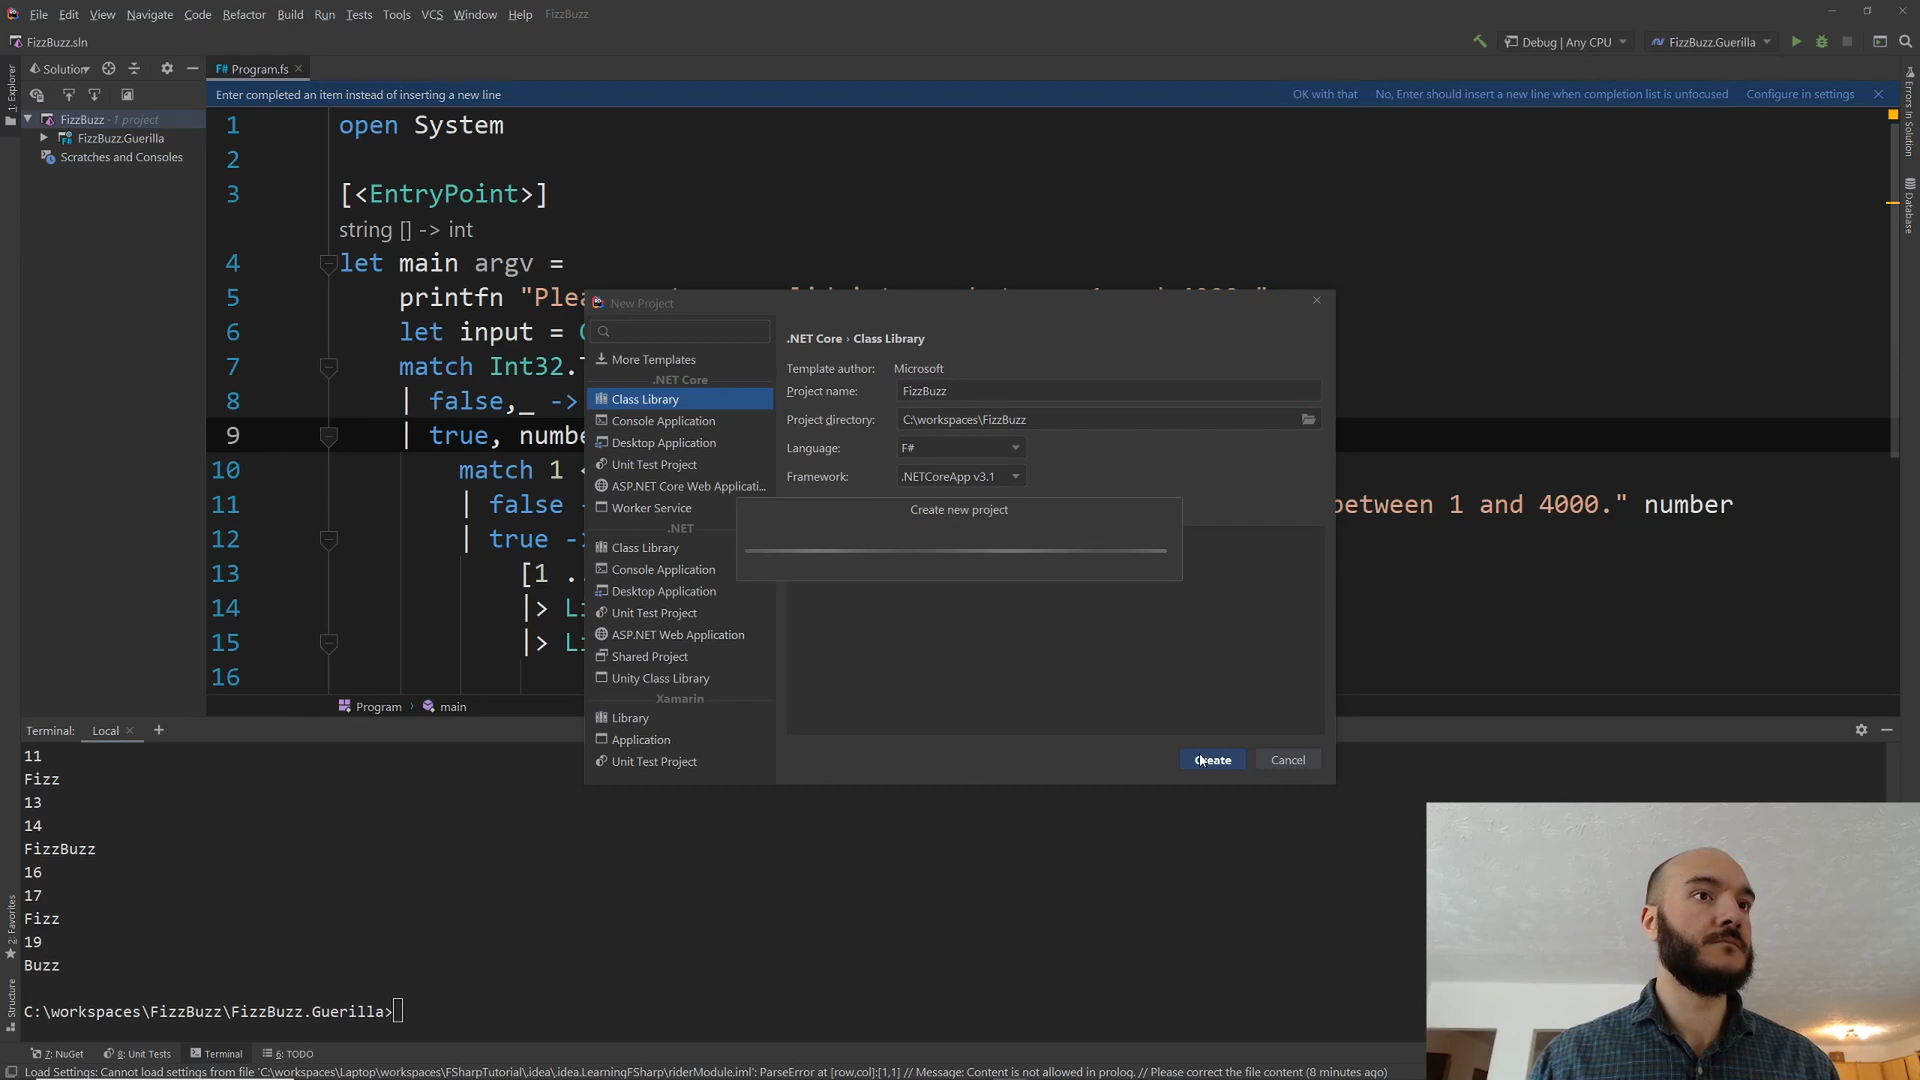 File Edit View Navigate Code Refactor Build Run Tests Tools VCS Window Help FizzBuzz
FizzBuzz.sln
Debug | Any CPU
FizzBuzz.Guerilla
1: Explorer
Solution
F# Program.fs
Enter completed an item instead of inserting a new line
OK with that
No, Enter should insert a new line when completion list is unfocused
Configure in settings
FizzBuzz · 1 project
FizzBuzz.Guerilla
Scratches and Consoles
1 open System
2
3 [<EntryPoint>]
string [] -> int
4 let main argv =
5 printfn "Plea
6 let input =
7 match Int32.
8 | false,_ ->
9 | true, numbe
10 match 1
11 | false between 1 and 4000." number
12 | true
13 [1 ..
14 |> Li
15 |> Li
16
Program › main
New Project
More Templates
.NET Core
Class Library
Console Application
Desktop Application
Unit Test Project
ASP.NET Core Web Applicati...
Worker Service
.NET
Class Library
Console Application
Desktop Application
Unit Test Project
ASP.NET Web Application
Shared Project
Unity Class Library
Xamarin
Library
Application
Unit Test Project
.NET Core › Class Library
Template author: Microsoft
Project name: FizzBuzz
Project directory: C:\workspaces\FizzBuzz
Language: F#
Framework: .NETCoreApp v3.1
Create new project
Create Cancel
Errors In Solution
Database
Terminal: Local +
11
Fizz
13
14
FizzBuzz
16
17
Fizz
19
Buzz
C:\workspaces\FizzBuzz\FizzBuzz.Guerilla>
2: Favorites
Structure
7: NuGet 8: Unit Tests Terminal 6: TODO
Load Settings: Cannot load settings from file 'C:\workspaces\Laptop\workspaces\FSharpTutorial\.idea\.idea.LearningFSharp\riderModule.iml': ParseError at [row,col]:[1,1] // Message: Content is not allowed in prolog. // Please correct the file content (8 minutes ago)